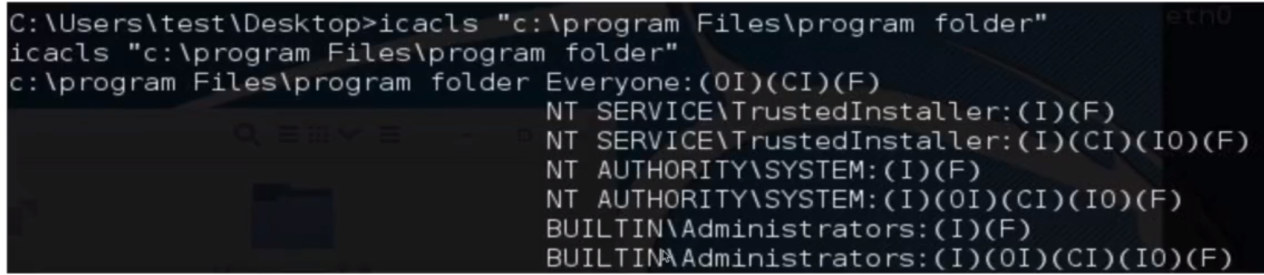 C:\Users\test\Desktop>icacls "c:\program Files\program folder"
icacls "c:\program Files\program folder"
c:\program Files\program folder Everyone:(OI)(CI)(F)
NT SERVICE\TrustedInstaller:(I)(F)
NT SERVICE\TrustedInstaller:(I)(CI)(IO)(F)
NT AUTHORITY\SYSTEM:(I)(F)
NT AUTHORITY\SYSTEM:(I)(OI)(CI)(IO)(F)
BUILTIN\Administrators:(I)(F)
BUILTIN\Administrators:(I)(OI)(CI)(IO)(F)